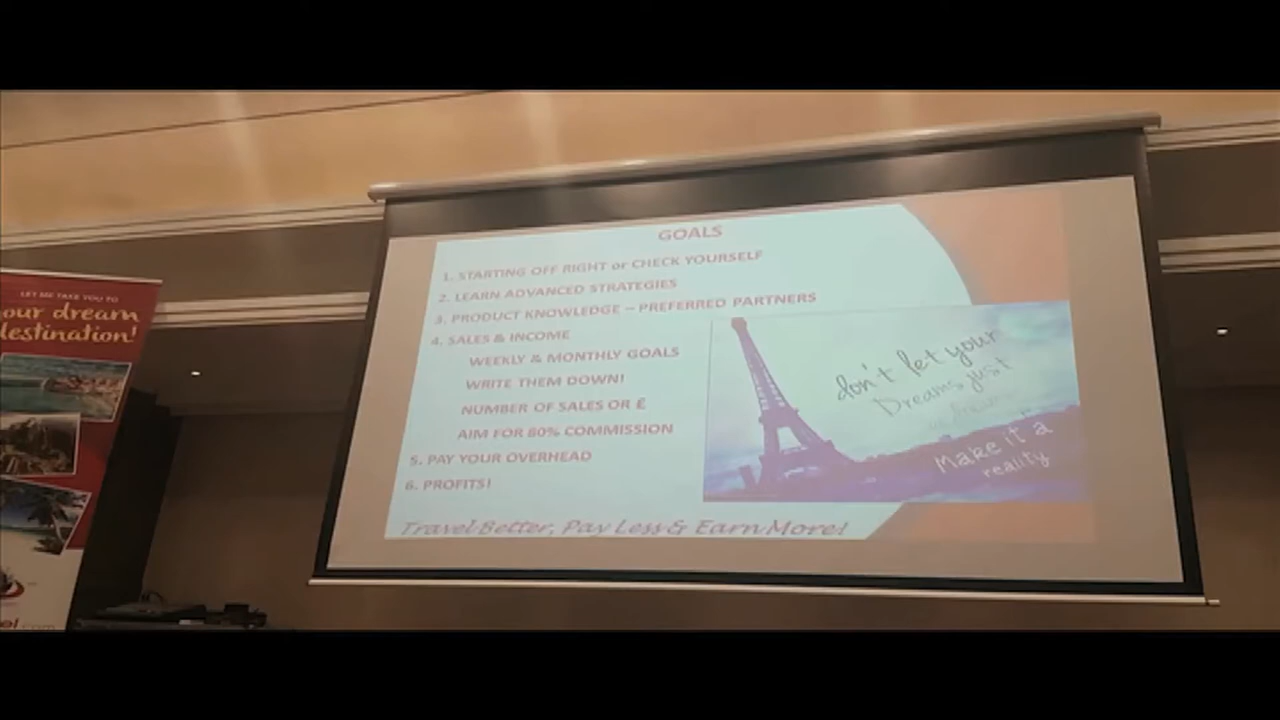 LET ME TAKE YOU TO
our dream
destination!
GOALS
1. STARTING OFF RIGHT or CHECK YOURSELF
2. LEARN ADVANCED STRATEGIES
3. PRODUCT KNOWLEDGE – PREFERRED PARTNERS
4. SALES & INCOME
WEEKLY & MONTHLY GOALS
WRITE THEM DOWN!
NUMBER OF SALES OR £
AIM FOR 80% COMMISSION
5. PAY YOUR OVERHEAD
6. PROFITS!
don't let your
Dreams just
Make it a
reality
Travel Better, Pay Less & Earn More!
el.com